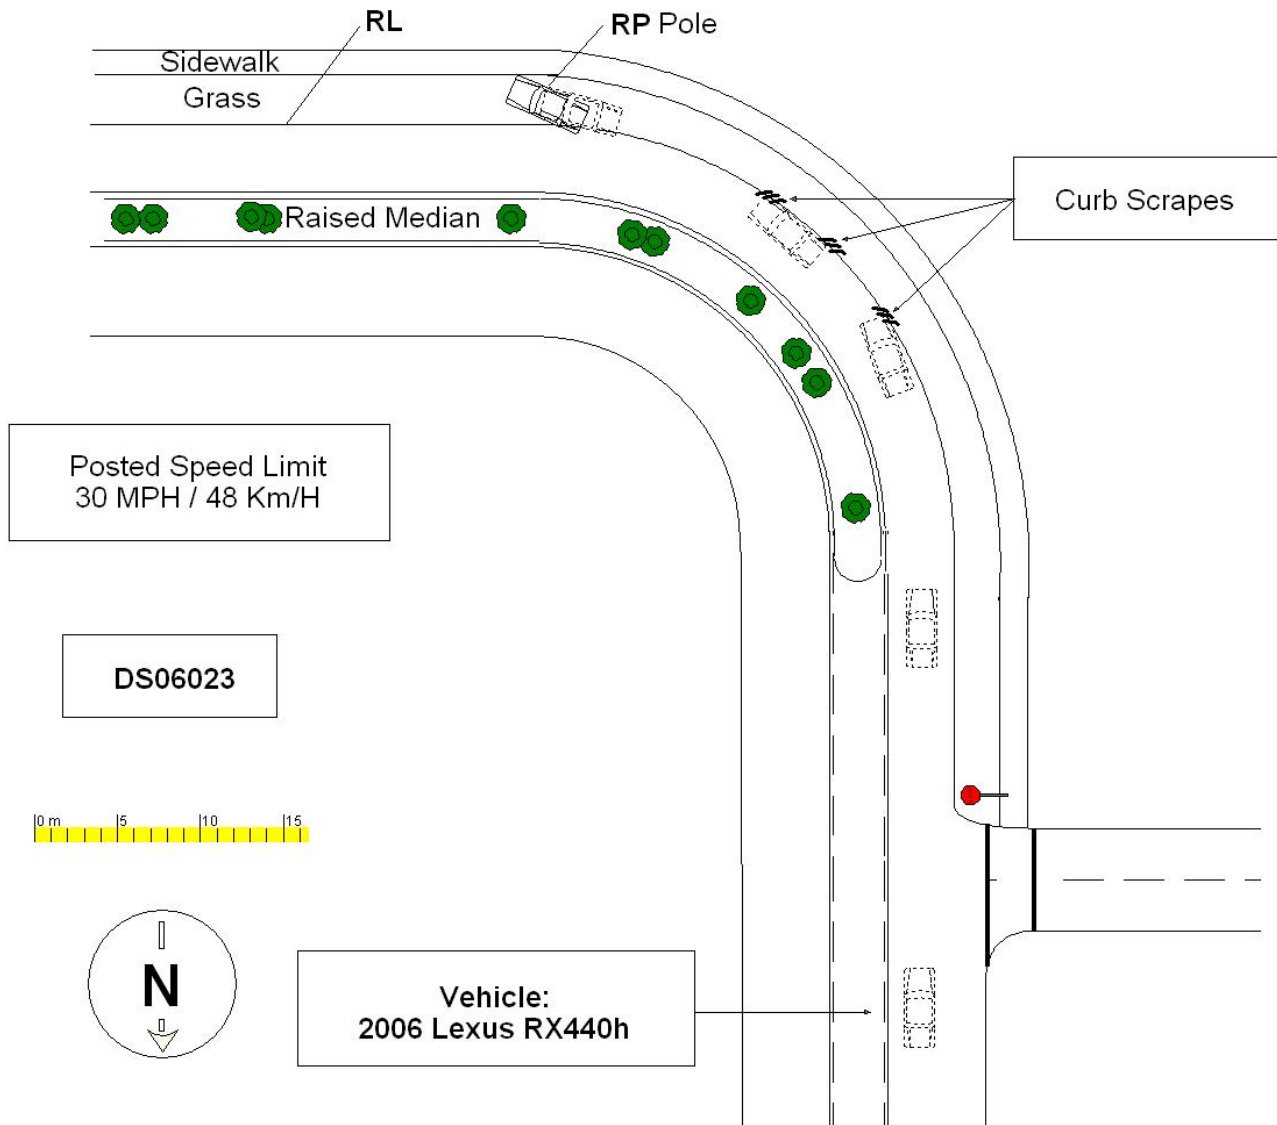 RL
RP Pole
Sidewalk
Grass
Curb Scrapes
Raised Median
Posted Speed Limit
30 MPH / 48 Km/H
DS06023
0 m 5 10 15
N
Vehicle:
2006 Lexus RX440h